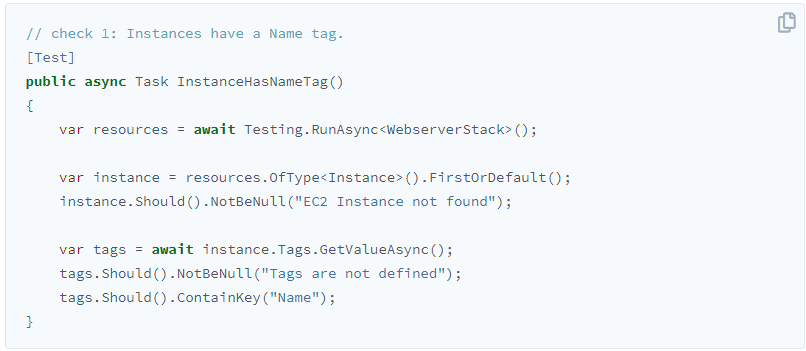 // check 1: Instances have a Name tag.
[Test]
public async Task InstanceHasNameTag()
{
    var resources = await Testing.RunAsync<WebserverStack>();

    var instance = resources.OfType<Instance>().FirstOrDefault();
    instance.Should().NotBeNull("EC2 Instance not found");

    var tags = await instance.Tags.GetValueAsync();
    tags.Should().NotBeNull("Tags are not defined");
    tags.Should().ContainKey("Name");
}